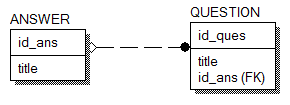 ANSWER
id_ans
title
QUESTION
id_ques
title
id_ans (FK)